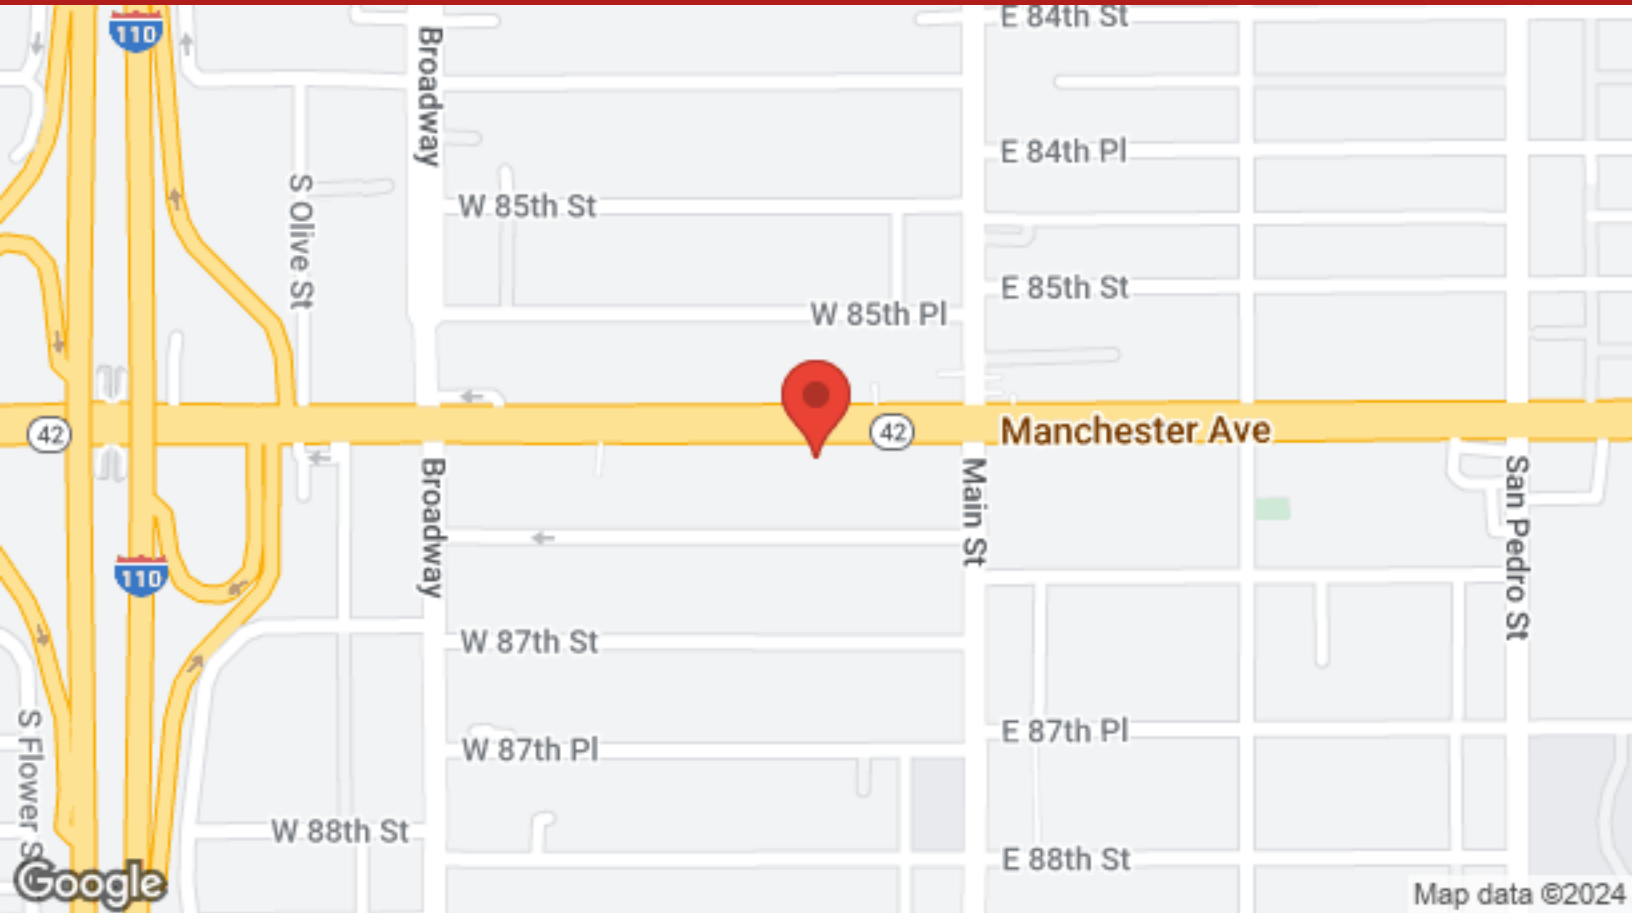 110
E 84th St
Broadway
E 84th Pl
S Olive St
W 85th St
E 85th St
W 85th Pl
42
42
Manchester Ave
Broadway
Main St
San Pedro St
110
W 87th St
S Flower S
W 87th Pl
E 87th Pl
W 88th St
E 88th St
Google
Map data ©2024